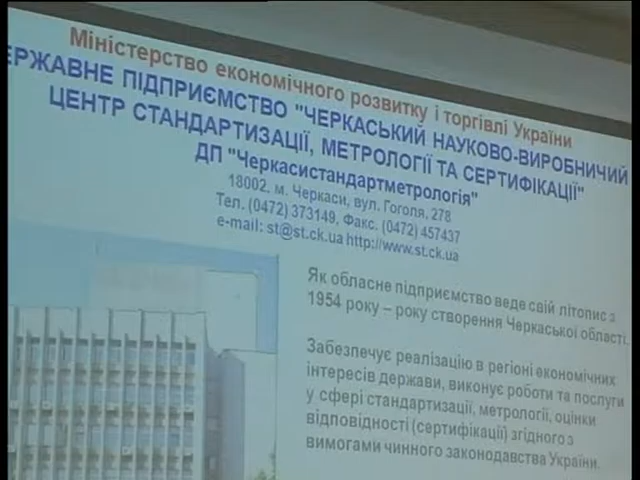 Міністерство економічного розвитку і торгівлі України
ЕРЖАВНЕ ПІДПРИЄМСТВО "ЧЕРКАСЬКИЙ НАУКОВО-ВИРОБНИЧИЙ
ЦЕНТР СТАНДАРТИЗАЦІЇ, МЕТРОЛОГІЇ ТА СЕРТИФІКАЦІЇ"
ДП "Черкасистандартметрологія"
18002, м. Черкаси, вул. Гоголя, 278
Тел. (0472) 373149, Факс. (0472) 457437
e-mail: st@st.ck.ua http://www.st.ck.ua
Як обласне підприємство веде свій літопис з
1954 року – року створення Черкаської області.
Забезпечує реалізацію в регіоні економічних
інтересів держави, виконує роботи та послуги
у сфері стандартизації, метрології, оцінки
відповідності (сертифікації) згідного з
вимогами чинного законодавства України.